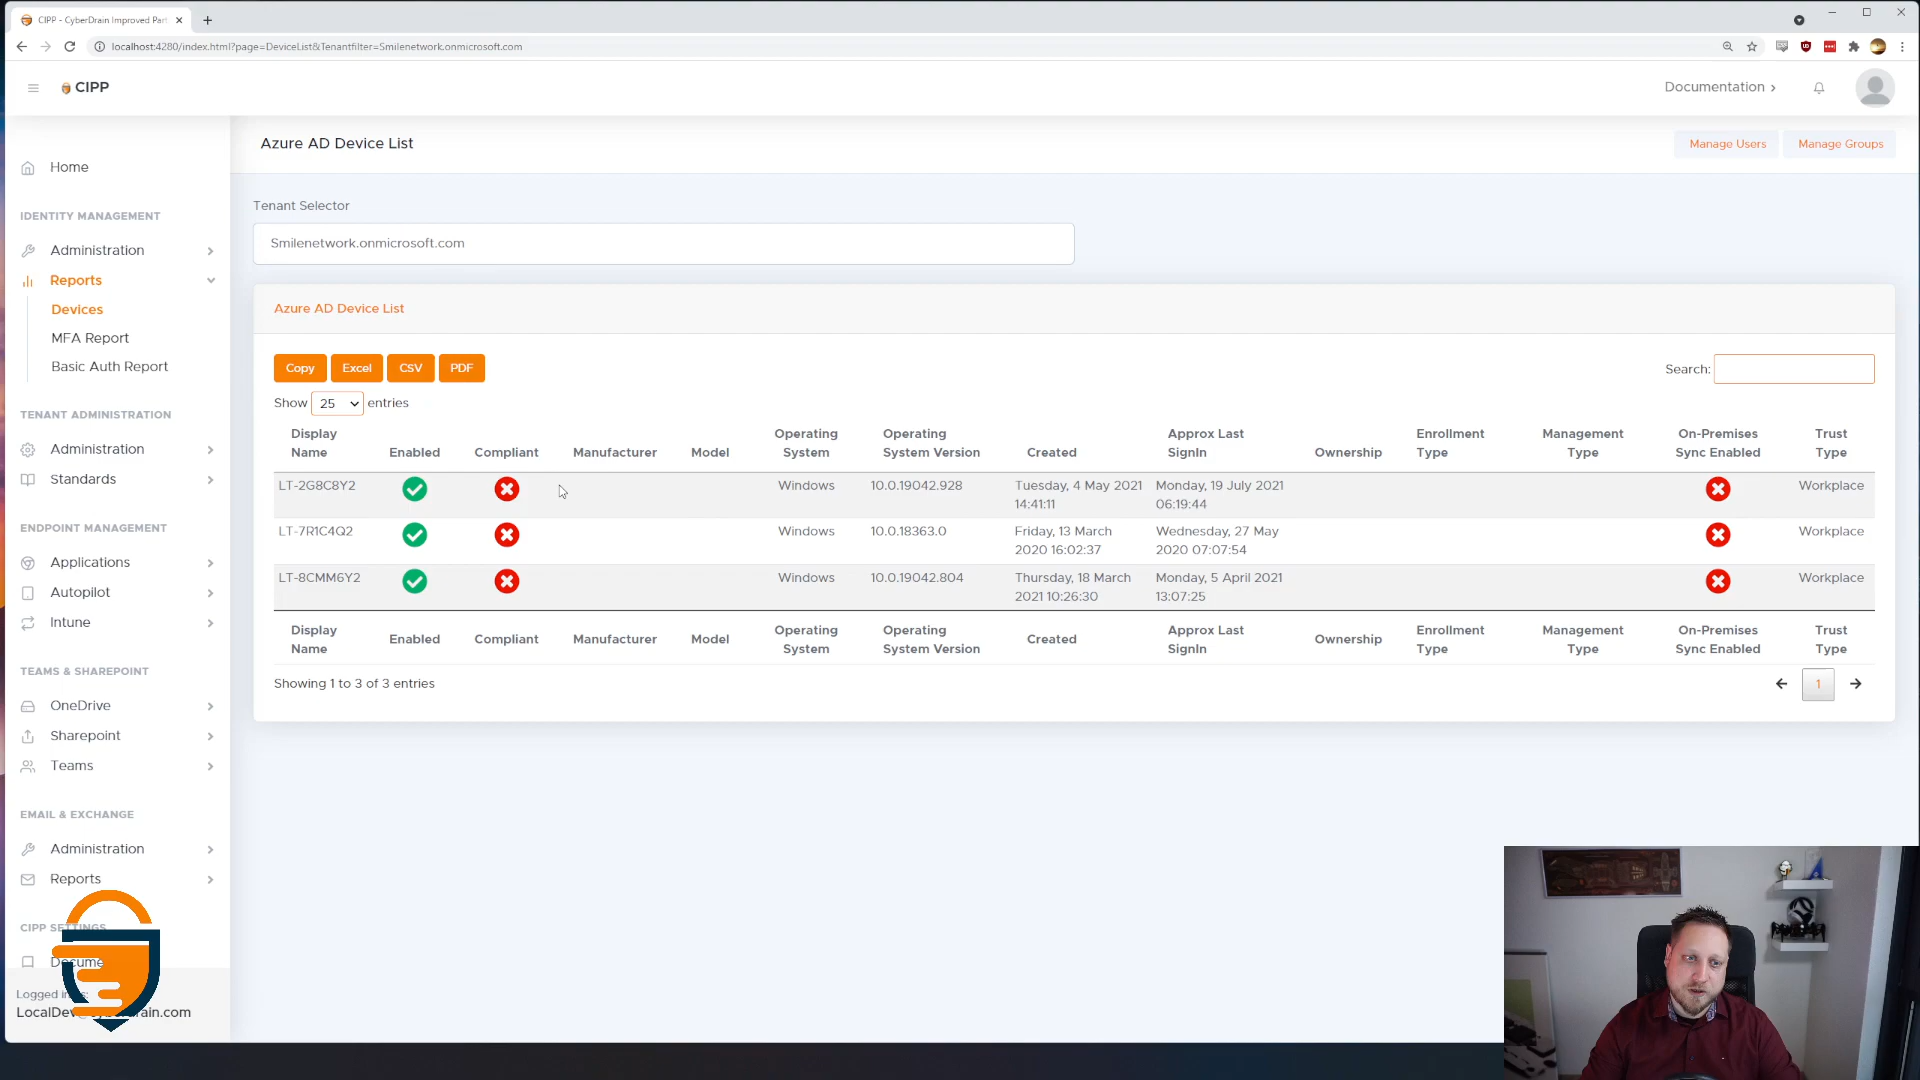 CIPP - CyberDrain Improved Part
localhost:4280/index.html?page=DeviceList&Tenantfilter=Smilenetwork.onmicrosoft.com
CIPP
Documentation
Home
IDENTITY MANAGEMENT
Administration
Reports
Devices
MFA Report
Basic Auth Report
TENANT ADMINISTRATION
Administration
Standards
ENDPOINT MANAGEMENT
Applications
Autopilot
Intune
TEAMS & SHAREPOINT
OneDrive
Sharepoint
Teams
EMAIL & EXCHANGE
Administration
Reports
CIPP SETTINGS
Docume
Logged in
LocalDev
rain.com
Azure AD Device List
Manage Users
Manage Groups
Tenant Selector
Smilenetwork.onmicrosoft.com
Azure AD Device List
Copy Excel CSV PDF
Search:
Show 25 entries
Display Name Enabled Compliant Manufacturer Model Operating System Operating System Version Created Approx Last SignIn Ownership Enrollment Type Management Type On-Premises Sync Enabled Trust Type
LT-2G8C8Y2 Windows 10.0.19042.928 Tuesday, 4 May 2021 14:41:11 Monday, 19 July 2021 06:19:44 Workplace
LT-7R1C4Q2 Windows 10.0.18363.0 Friday, 13 March 2020 16:02:37 Wednesday, 27 May 2020 07:07:54 Workplace
LT-8CMM6Y2 Windows 10.0.19042.804 Thursday, 18 March 2021 10:26:30 Monday, 5 April 2021 13:07:25 Workplace
Display Name Enabled Compliant Manufacturer Model Operating System Operating System Version Created Approx Last SignIn Ownership Enrollment Type Management Type On-Premises Sync Enabled Trust Type
Showing 1 to 3 of 3 entries
1